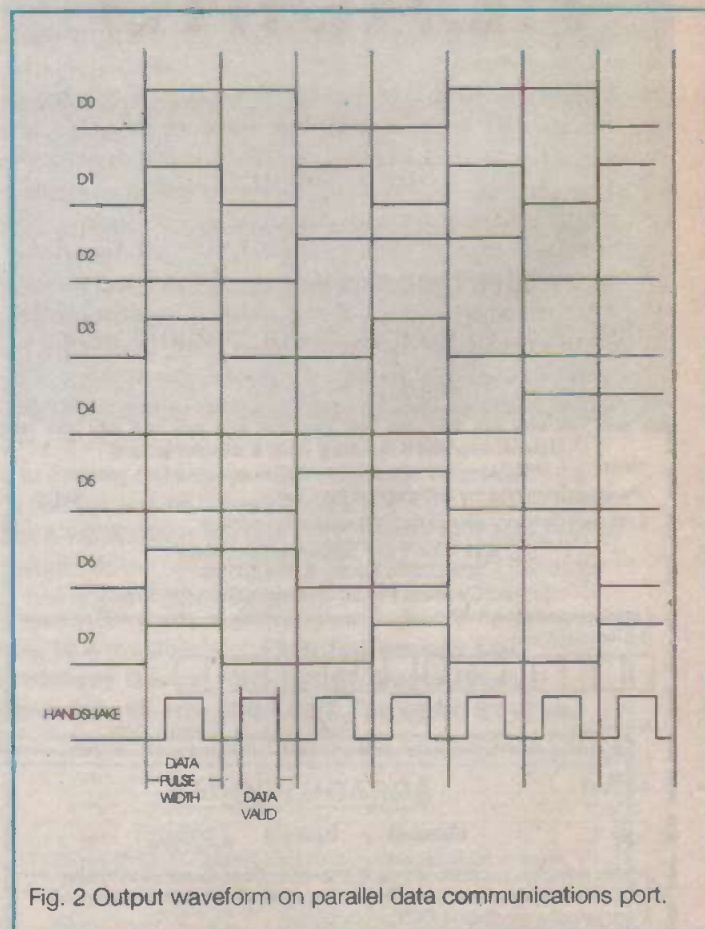 D0
D1
D2
D3
D4
D6
D6
D7
HANDSHAKE
DATA
PULSE
WIDTH
DATA
VALID
Fig. 2 Output waveform on parallel data communications port.